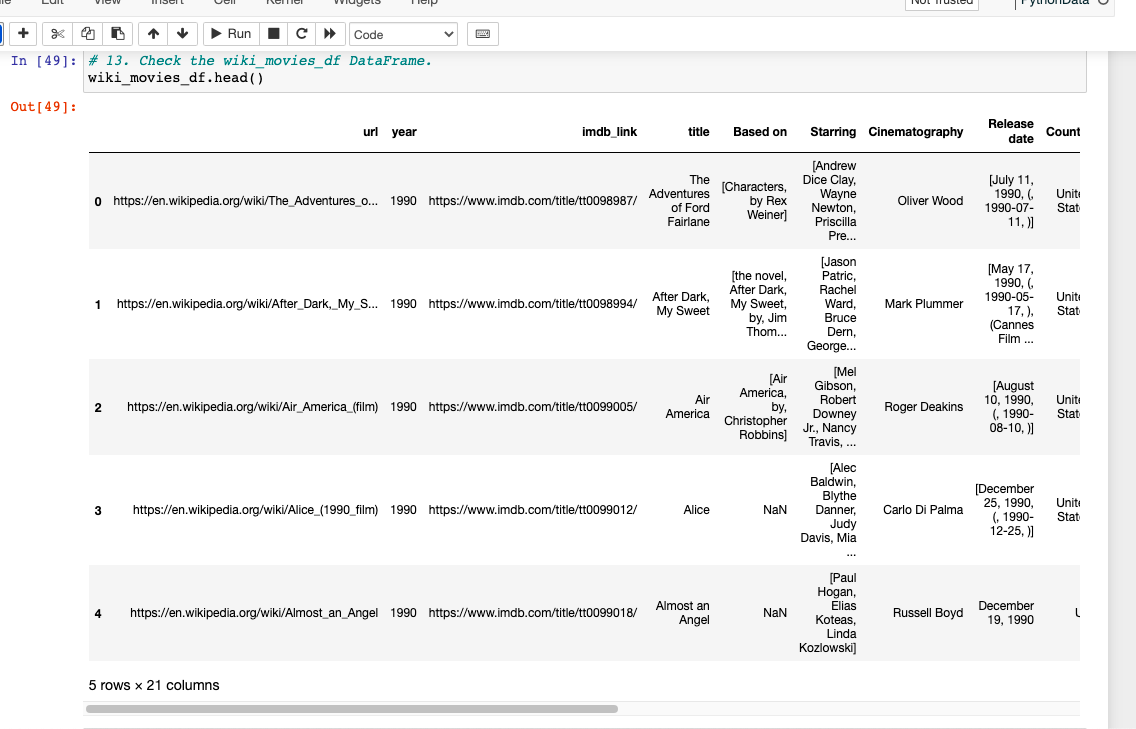 Edit View Insert Cell Kernel Widgets Help Not Trusted PythonData
Run Code
In [49]: # 13. Check the wiki_movies_df DataFrame.
wiki_movies_df.head()
Out[49]:
url year imdb_link title Based on Starring Cinematography Release date Count
0 https://en.wikipedia.org/wiki/The_Adventures_o... 1990 https://www.imdb.com/title/tt0098987/ The Adventures of Ford Fairlane [Characters, by Rex Weiner] [Andrew Dice Clay, Wayne Newton, Priscilla Pre... Oliver Wood [July 11, 1990, (, 1990-07-11, )] Unite State
1 https://en.wikipedia.org/wiki/After_Dark,_My_S... 1990 https://www.imdb.com/title/tt0098994/ After Dark, My Sweet [the novel, After Dark, My Sweet, by, Jim Thom... [Jason Patric, Rachel Ward, Bruce Dern, George... Mark Plummer [May 17, 1990, (, 1990-05-17, ), (Cannes Film ... Unite State
2 https://en.wikipedia.org/wiki/Air_America_(film) 1990 https://www.imdb.com/title/tt0099005/ Air America [Air America, by, Christopher Robbins] [Mel Gibson, Robert Downey Jr., Nancy Travis, ... Roger Deakins [August 10, 1990, (, 1990-08-10, )] Unite State
3 https://en.wikipedia.org/wiki/Alice_(1990_film) 1990 https://www.imdb.com/title/tt0099012/ Alice NaN [Alec Baldwin, Blythe Danner, Judy Davis, Mia ... Carlo Di Palma [December 25, 1990, (, 1990-12-25, )] Unite State
4 https://en.wikipedia.org/wiki/Almost_an_Angel 1990 https://www.imdb.com/title/tt0099018/ Almost an Angel NaN [Paul Hogan, Elias Koteas, Linda Kozlowski] Russell Boyd December 19, 1990 U
5 rows × 21 columns